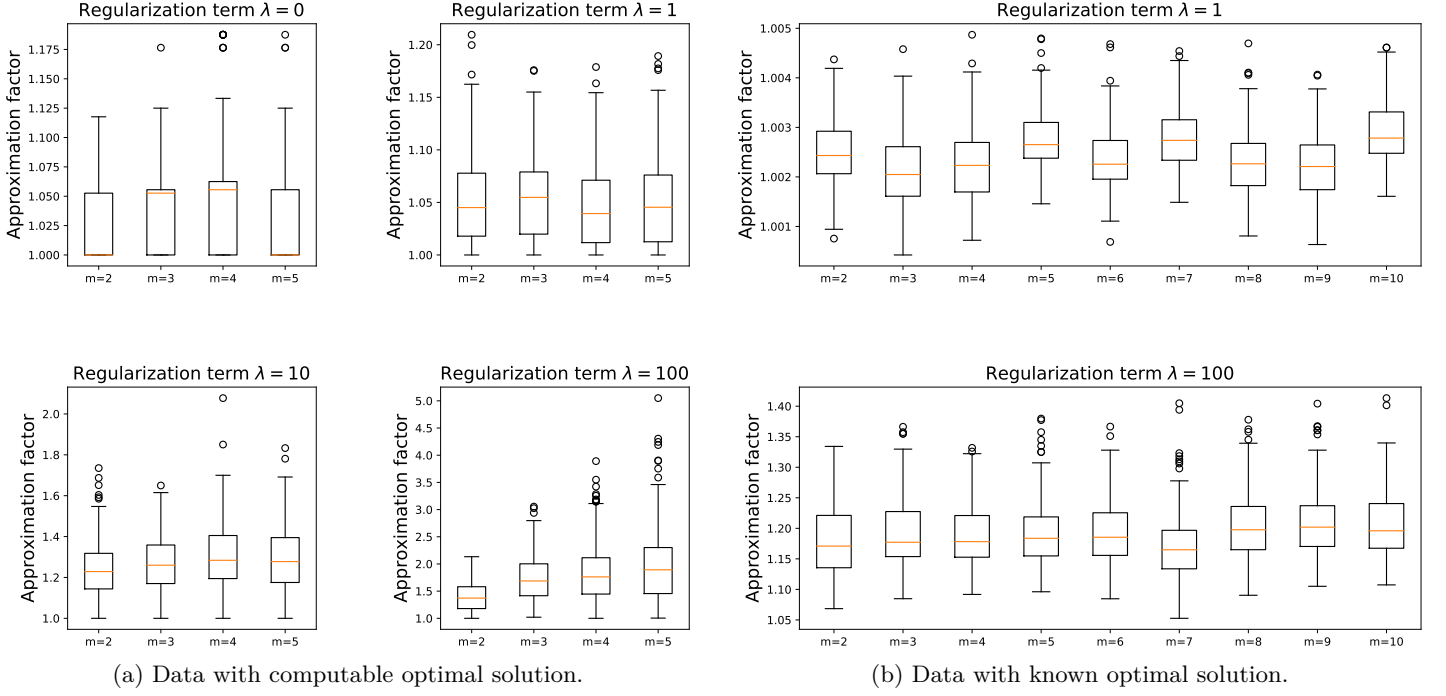 Regularization term λ = 0
Approximation factor
1.175
1.150
1.125
1.100
1.075
1.050
1.025
1.000
m=2 m=3 m=4 m=5
Regularization term λ = 1
Approximation factor
1.20
1.15
1.10
1.05
1.00
m=2 m=3 m=4 m=5
Regularization term λ = 1
Approximation factor
1.005
1.004
1.003
1.002
1.001
m=2 m=3 m=4 m=5 m=6 m=7 m=8 m=9 m=10
Regularization term λ = 10
Approximation factor
2.0
1.8
1.6
1.4
1.2
1.0
m=2 m=3 m=4 m=5
Regularization term λ = 100
Approximation factor
5.0
4.5
4.0
3.5
100.0
2.5
2.0
1.5
1.0
m=2 m=3 m=4 m=5
Regularization term λ = 100
Approximation factor
1.40
1.35
1.30
1.25
1.20
1.15
1.10
1.05
m=2 m=3 m=4 m=5 m=6 m=7 m=8 m=9 m=10
(a) Data with computable optimal solution.
(b) Data with known optimal solution.